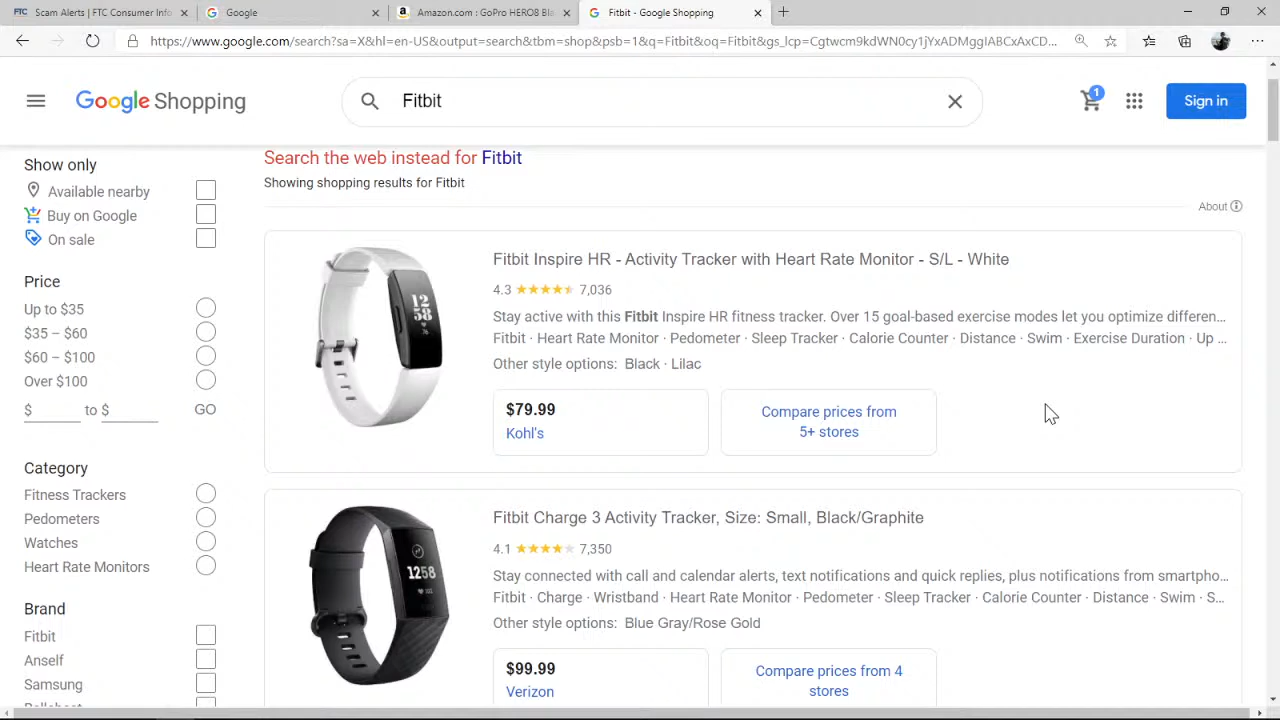 FTC Scam Alerts | FTC Consumer Info
Google
Amazon.com : GoPro HERO8 Bla
Fitbit - Google Shopping
https://www.google.com/search?sa=X&hl=en-US&output=search&tbm=shop&psb=1&q=Fitbit&oq=Fitbit&gs_lcp=Cgtwcm9kdWN0cy1jYxADMggIABCxAxCD...
Google Shopping
Fitbit
1
Sign in
Show only
Available nearby
Buy on Google
On sale
Price
Up to $35
$35 – $60
$60 – $100
Over $100
$ to $ GO
Category
Fitness Trackers
Pedometers
Watches
Heart Rate Monitors
Brand
Fitbit
Anself
Samsung
Search the web instead for Fitbit
Showing shopping results for Fitbit
About
Fitbit Inspire HR - Activity Tracker with Heart Rate Monitor - S/L - White
4.3 7,036
Stay active with this Fitbit Inspire HR fitness tracker. Over 15 goal-based exercise modes let you optimize differen...
Fitbit · Heart Rate Monitor · Pedometer · Sleep Tracker · Calorie Counter · Distance · Swim · Exercise Duration · Up ...
Other style options: Black · Lilac
$79.99
Kohl's
Compare prices from
5+ stores
12
58
Fitbit Charge 3 Activity Tracker, Size: Small, Black/Graphite
4.1 7,350
Stay connected with call and calendar alerts, text notifications and quick replies, plus notifications from smartpho...
Fitbit · Charge · Wristband · Heart Rate Monitor · Pedometer · Sleep Tracker · Calorie Counter · Distance · Swim · S...
Other style options: Blue Gray/Rose Gold
$99.99
Verizon
Compare prices from 4
stores
1258